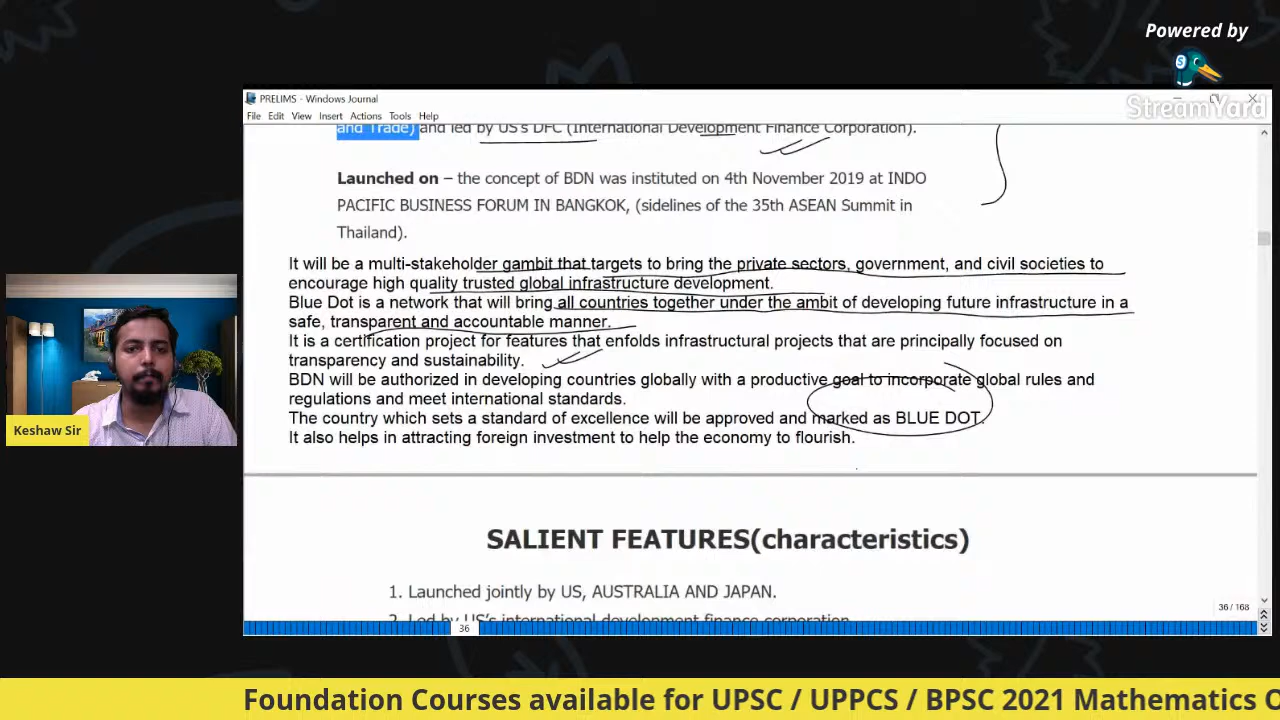 Powered by
StreamYard
PRELIMS - Windows Journal
File Edit View Insert Actions Tools Help
and Trade) and led by US's DFC (International Development Finance Corporation).
Launched on – the concept of BDN was instituted on 4th November 2019 at INDO
PACIFIC BUSINESS FORUM IN BANGKOK, (sidelines of the 35th ASEAN Summit in
Thailand).
It will be a multi-stakeholder gambit that targets to bring the private sectors, government, and civil societies to
encourage high quality trusted global infrastructure development.
Blue Dot is a network that will bring all countries together under the ambit of developing future infrastructure in a
safe, transparent and accountable manner.
It is a certification project for features that enfolds infrastructural projects that are principally focused on
transparency and sustainability.
BDN will be authorized in developing countries globally with a productive goal to incorporate global rules and
regulations and meet international standards.
The country which sets a standard of excellence will be approved and marked as BLUE DOT.
It also helps in attracting foreign investment to help the economy to flourish.
SALIENT FEATURES(characteristics)
1. Launched jointly by US, AUSTRALIA AND JAPAN.
2. Led by US's international development finance corporation
36 / 168
36
Keshaw Sir
Foundation Courses available for UPSC / UPPCS / BPSC 2021 Mathematics